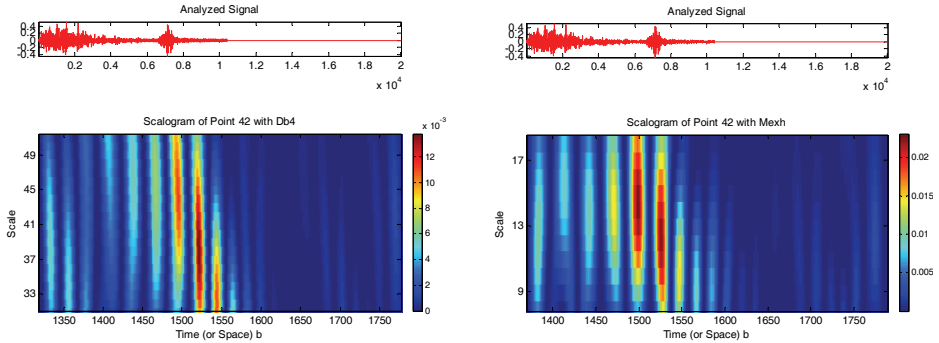 Analyzed Signal
0.4
0.2
0
-0.2
-0.4
0.2 0.4 0.6 0.8 1 1.2 1.4 1.6 1.8 2
x 10^4
Scalogram of Point 42 with Db4
x 10^-3
49
45
41
37
33
Scale
1350 1400 1450 1500 1550 1600 1650 1700 1750
Time (or Space) b
12
10
8
6
4
2
0
Analyzed Signal
0.4
0.2
0
-0.2
-0.4
0.2 0.4 0.6 0.8 1 1.2 1.4 1.6 1.8 2
x 10^4
Scalogram of Point 42 with Mexh
17
13
9
Scale
1400 1450 1500 1550 1600 1650 1700 1750
Time (or Space) b
0.02
0.015
0.01
0.005